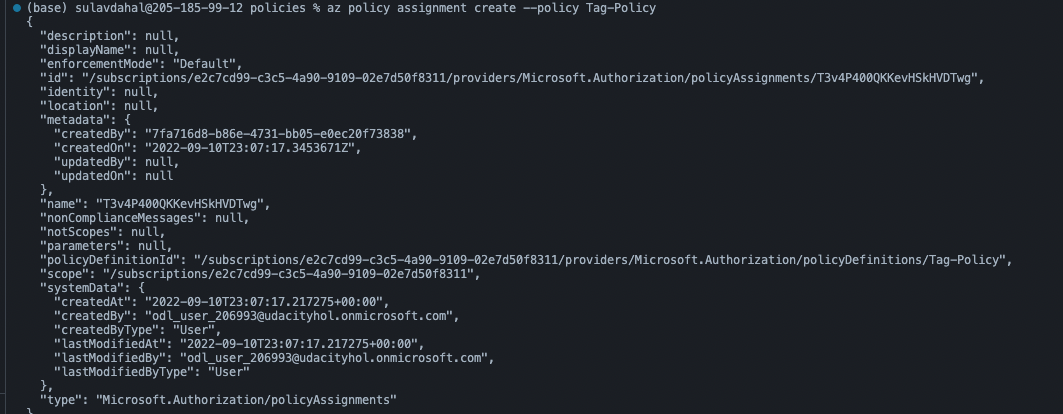 (base) sulavdahal@205-185-99-12 policies % az policy assignment create --policy Tag-Policy
{
"description": null,
"displayName": null,
"enforcementMode": "Default",
"id": "/subscriptions/e2c7cd99-c3c5-4a90-9109-02e7d50f8311/providers/Microsoft.Authorization/policyAssignments/T3v4P400QKKevHSkHVDTwg",
"identity": null,
"location": null,
"metadata": {
"createdBy": "7fa716d8-b86e-4731-bb05-e0ec20f73838",
"createdOn": "2022-09-10T23:07:17.3453671Z",
"updatedBy": null,
"updatedOn": null
},
"name": "T3v4P400QKKevHSkHVDTwg",
"nonComplianceMessages": null,
"notScopes": null,
"parameters": null,
"policyDefinitionId": "/subscriptions/e2c7cd99-c3c5-4a90-9109-02e7d50f8311/providers/Microsoft.Authorization/policyDefinitions/Tag-Policy",
"scope": "/subscriptions/e2c7cd99-c3c5-4a90-9109-02e7d50f8311",
"systemData": {
"createdAt": "2022-09-10T23:07:17.217275+00:00",
"createdBy": "odl_user_206993@udacityhol.onmicrosoft.com",
"createdByType": "User",
"lastModifiedAt": "2022-09-10T23:07:17.217275+00:00",
"lastModifiedBy": "odl_user_206993@udacityhol.onmicrosoft.com",
"lastModifiedByType": "User"
},
"type": "Microsoft.Authorization/policyAssignments"
}